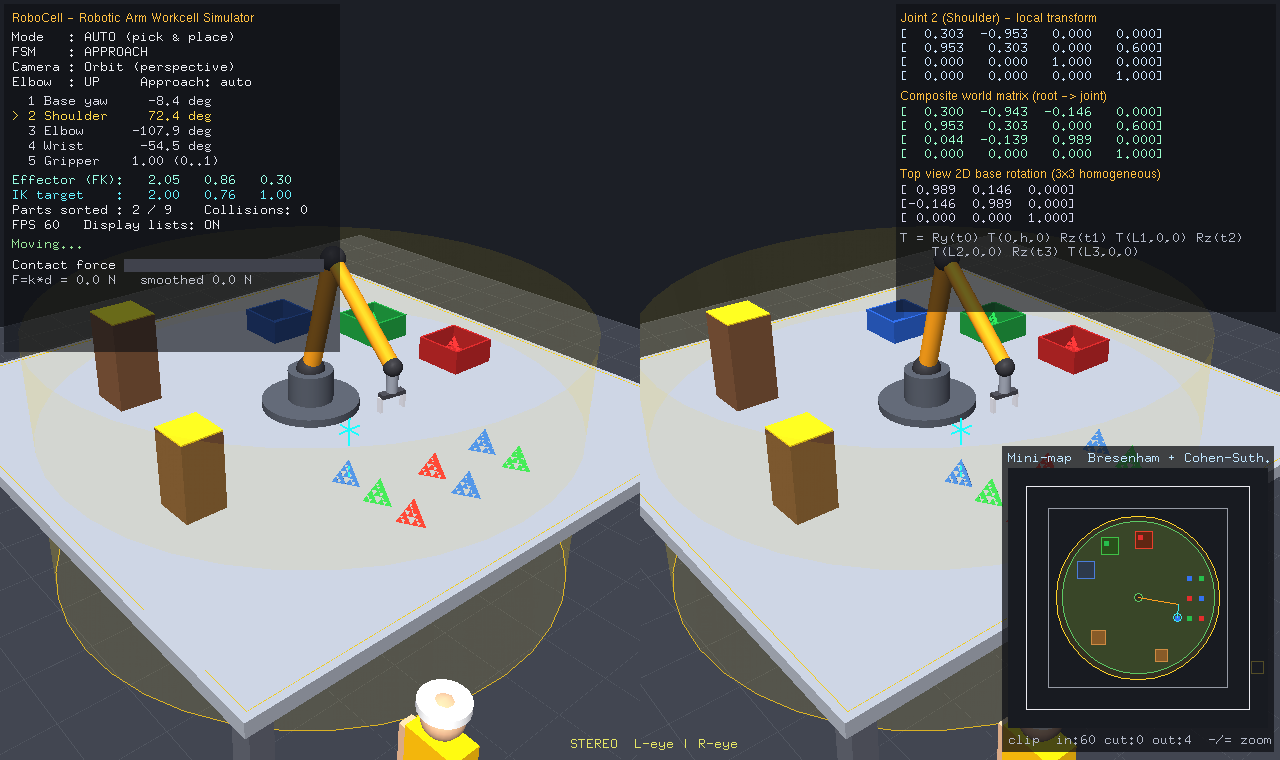 RoboCell - Robotic Arm Workcell Simulator
Mode   : AUTO (pick & place)
FSM    : APPROACH
Camera : Orbit (perspective)
Elbow  : UP     Approach: auto
1 Base yaw     -8.4 deg
> 2 Shoulder     72.4 deg
3 Elbow     -107.9 deg
4 Wrist      -54.5 deg
5 Gripper    1.00 (0..1)
Effector (FK):   2.05   0.86   0.30
IK target    :   2.00   0.76   1.00
Parts sorted : 2 / 9    Collisions: 0
FPS 60   Display lists: ON
Moving...
Contact force
F=k*d = 0.0 N   smoothed 0.0 N
Joint 2 (Shoulder) - local transform
[  0.303  -0.953   0.000   0.000]
[  0.953   0.303   0.000   0.600]
[  0.000   0.000   1.000   0.000]
[  0.000   0.000   0.000   1.000]
Composite world matrix (root -> joint)
[  0.300  -0.943  -0.146   0.000]
[  0.953   0.303   0.000   0.600]
[  0.044  -0.139   0.989   0.000]
[  0.000   0.000   0.000   1.000]
Top view 2D base rotation (3x3 homogeneous)
[ 0.989  0.146  0.000]
[-0.146  0.989  0.000]
[ 0.000  0.000  1.000]
T = Ry(t0) T(0,h,0) Rz(t1) T(L1,0,0) Rz(t2)
T(L2,0,0) Rz(t3) T(L3,0,0)
Mini-map  Bresenham + Cohen-Suth.
clip  in:60 cut:0 out:4  -/= zoom
STEREO  L-eye | R-eye